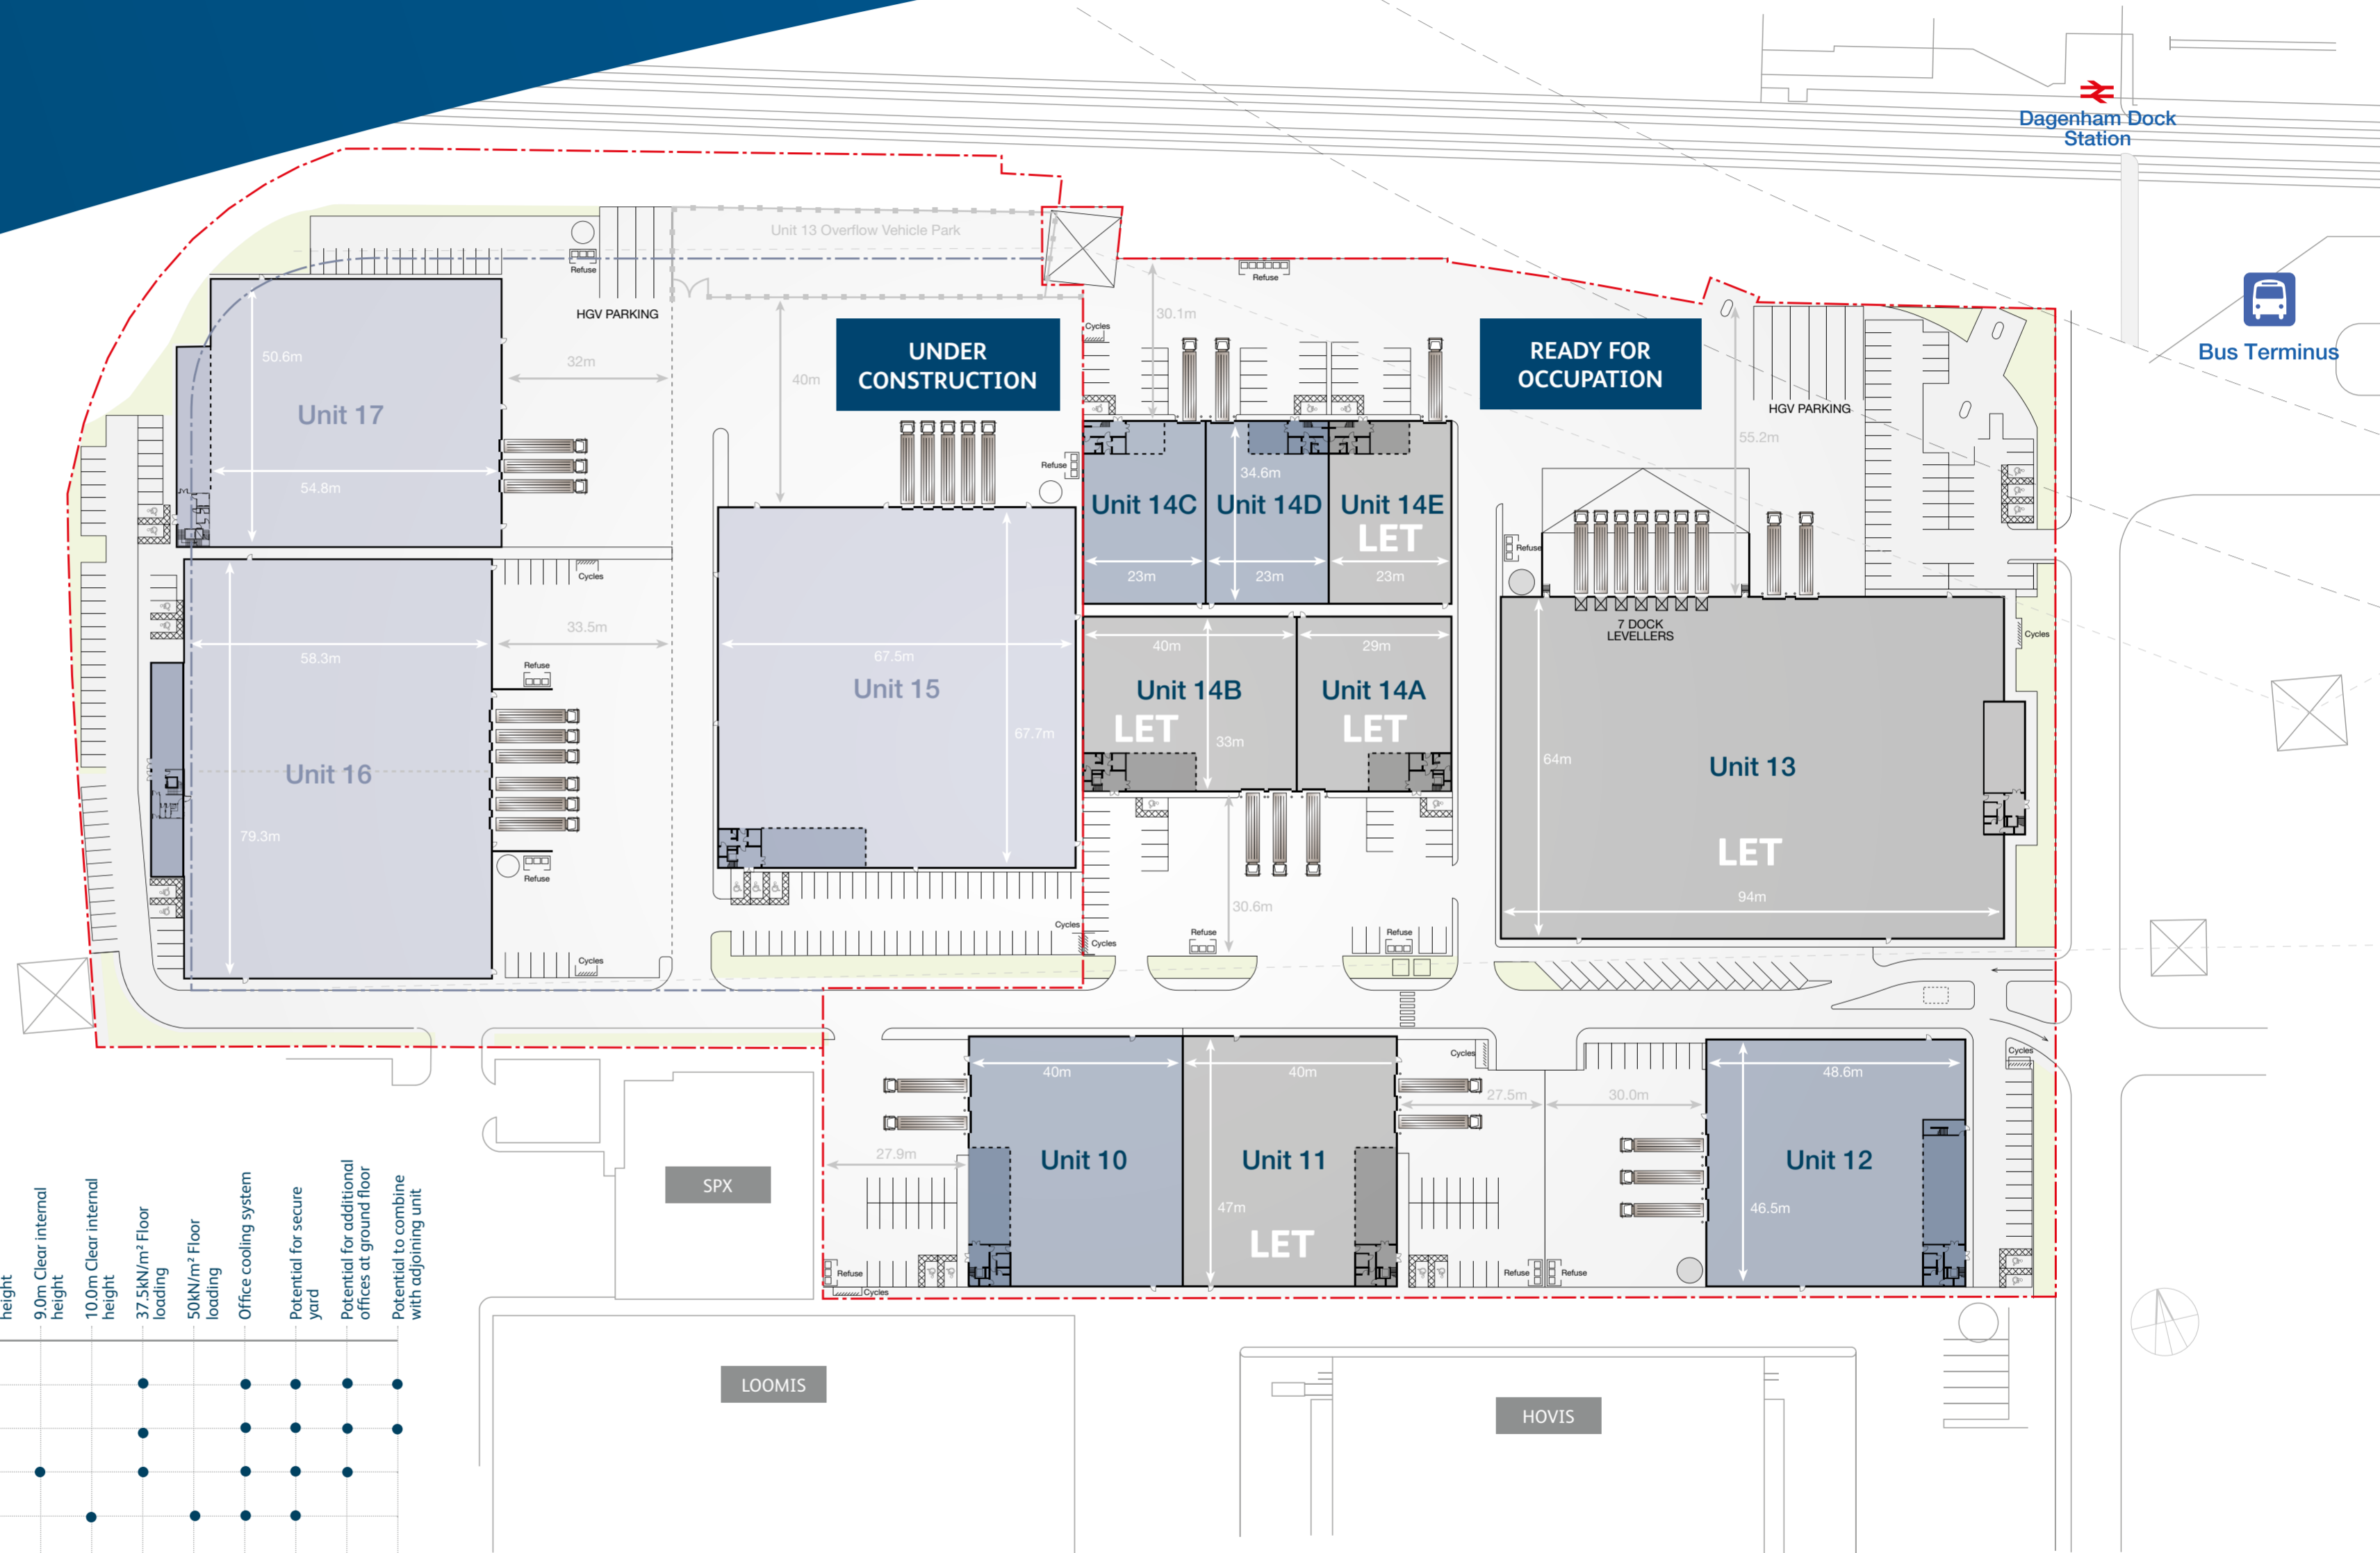 Dagenham Dock
Station
Unit 13 Overflow Vehicle Park
Refuse
Refuse
HGV PARKING
30.1m
Cycles
Bus Terminus
UNDER
CONSTRUCTION
READY FOR
OCCUPATION
50.6m
32m
40m
HGV PARKING
Unit 17
55.2m
Refuse
34.6m
54.8m
Unit 14C
Unit 14D
Unit 14E
LET
Refuse
Cycles
23m
23m
23m
7 DOCK
LEVELLERS
33.5m
Cycles
58.3m
67.5m
40m
29m
Refuse
Unit 15
Unit 14B
Unit 14A
LET
LET
67.7m
33m
64m
Unit 13
Unit 16
79.3m
LET
Refuse
94m
30.6m
Cycles
Cycles
Refuse
Refuse
Cycles
Cycles
Cycles
40m
40m
48.6m
27.5m
30.0m
27.9m
Unit 10
Unit 11
Unit 12
SPX
47m
46.5m
LET
Refuse
Refuse
Refuse
Cycles
height
9.0m Clear internal
height
10.0m Clear internal
height
37.5kN/m² Floor
loading
50kN/m² Floor
loading
Office cooling system
Potential for secure
yard
Potential for additional
offices at ground floor
Potential to combine
with adjoining unit
LOOMIS
HOVIS